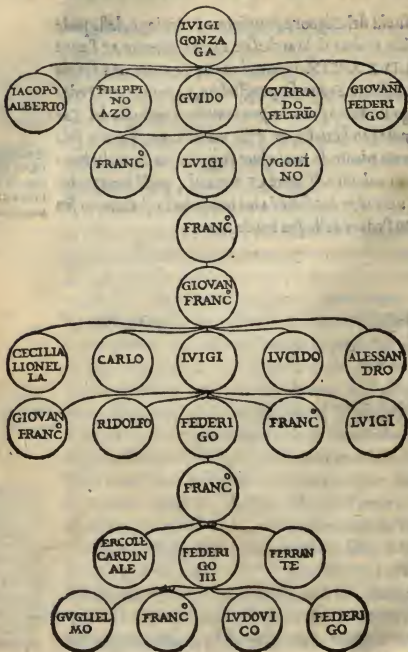 LVIGI
GONZA
GA.
IACOPO
ALBERTO
FILIPPI
NO
AZO
GVIDO
CVRRA
DO
FELTRIÑO
GIOVAÑI
FEDERI
GO
FRANC̊
LVIGI
VGOLI
NO
FRANC̊
GIOVAN
FRANC̊
CECILIA
LIONEL
LA.
CARLO
LVIGI
LVCIDO
ALESSAN
DRO
GIOVAN
FRANC̊
RIDOLFO
FEDERI
GO
FRANC̊
LVIGI
FRANC̊
ERCOLE
CARDIN
ALE
FEDERI
GO
III
FERRAN
TE
GVGLIEL
MO
FRANC̊
LVDOVI
CO
FEDERI
GO